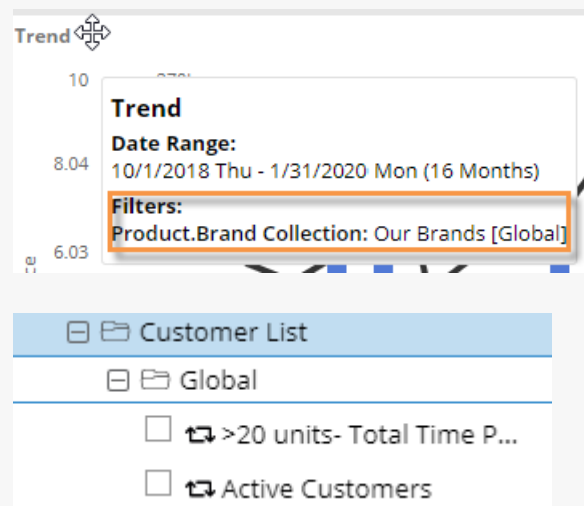 Trend
10
Trend
Date Range:
8.04
10/1/2018 Thu - 1/31/2020 Mon (16 Months)
Filters:
Product.Brand Collection: Our Brands [Global]
6.03
Customer List
Global
>20 units- Total Time P...
Active Customers